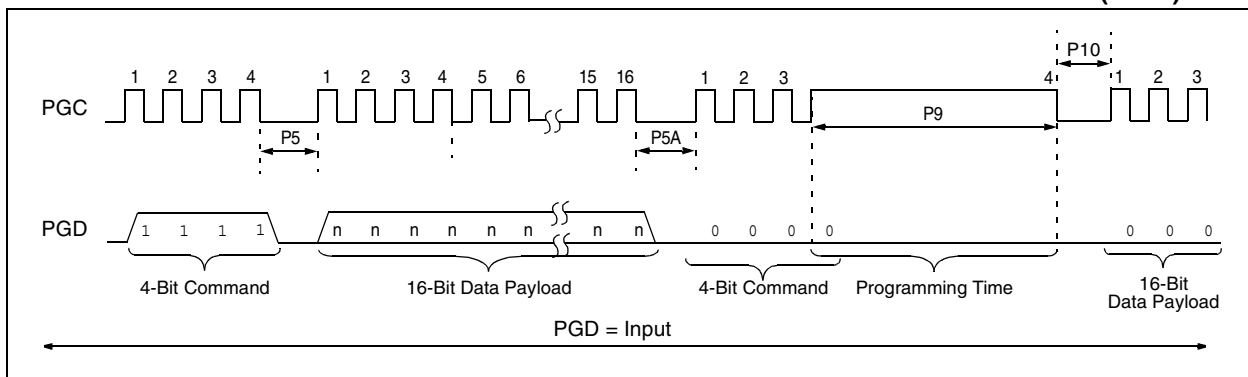 P10
1 2 3 4 1 2 3 4 5 6 15 16 1 2 3 4 1 2 3
PGC
P9
P5
P5A
PGD
1 1 1 1 n n n n n n n n 0 0 0 0 0 0 0
4-Bit Command
16-Bit Data Payload
4-Bit Command
Programming Time
16-Bit
Data Payload
PGD = Input